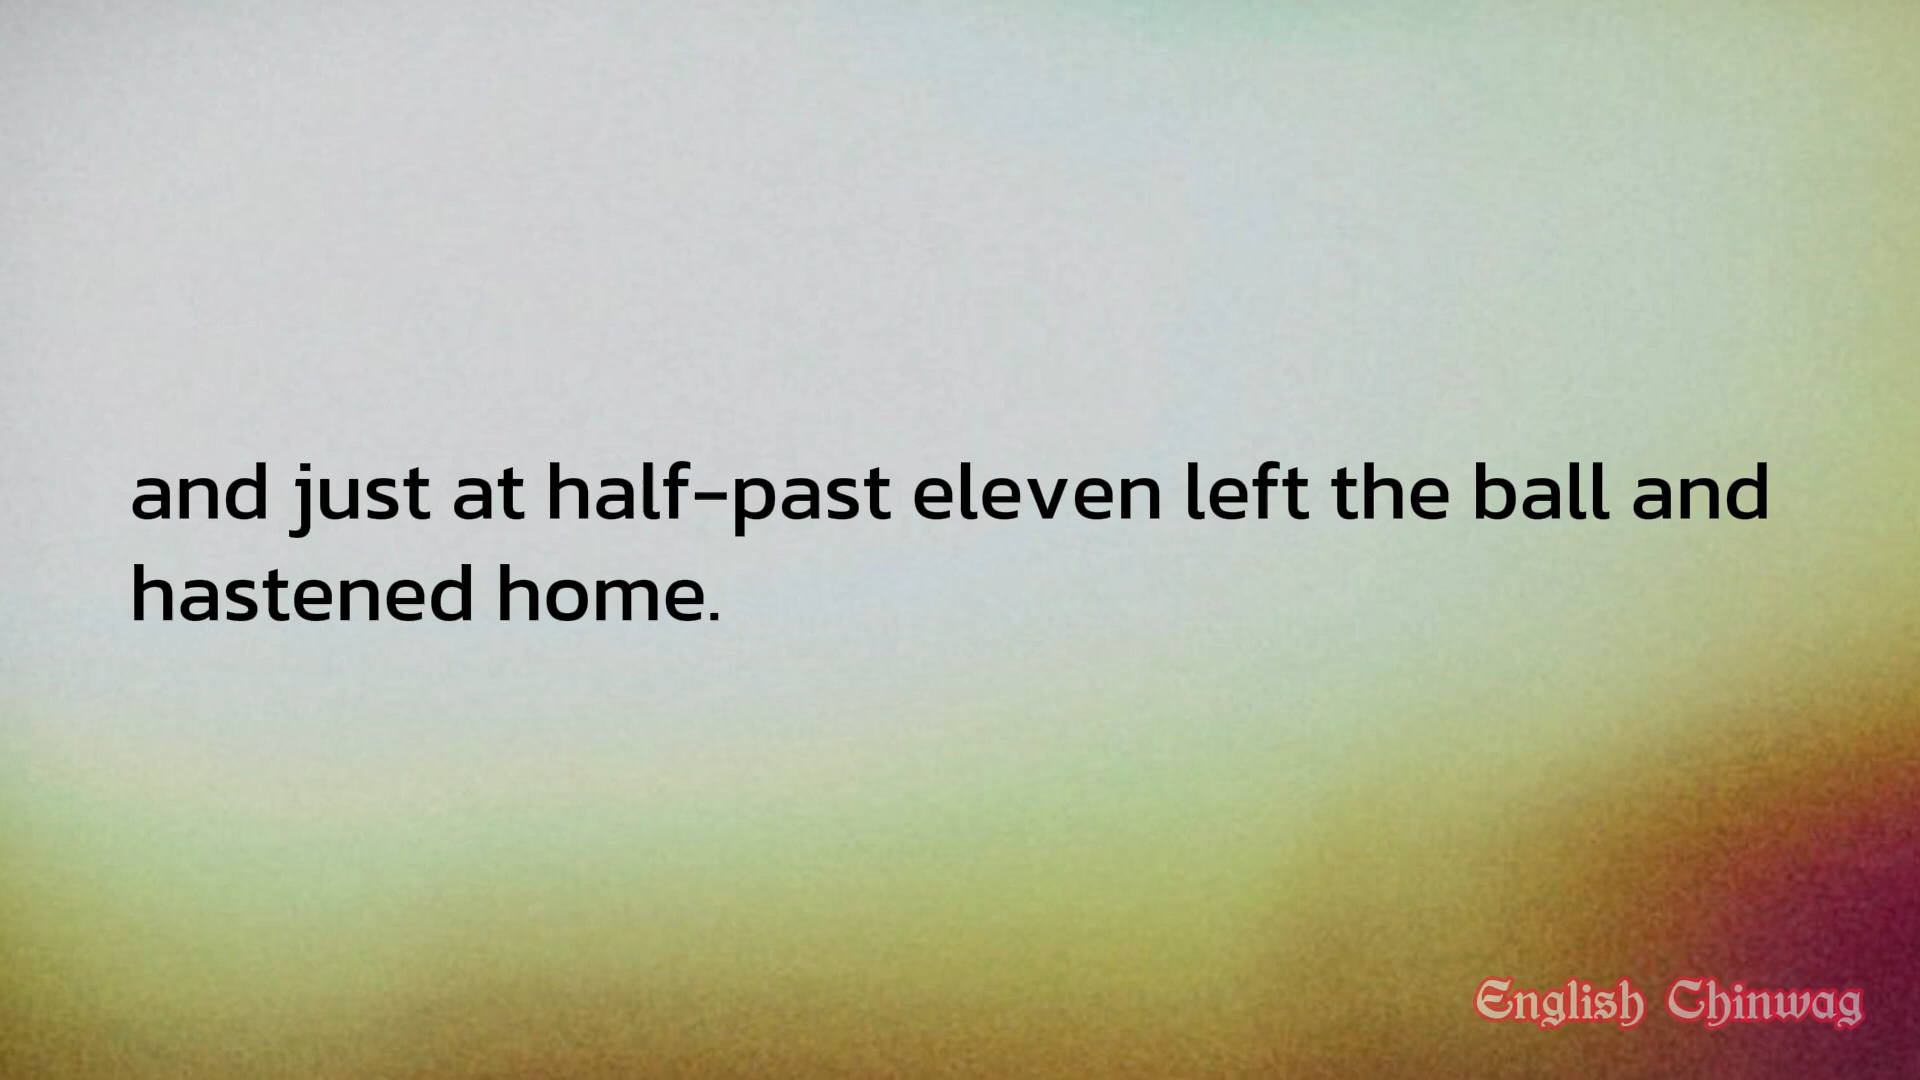 and just at half-past eleven left the ball and
hastened home.
English Chinwag